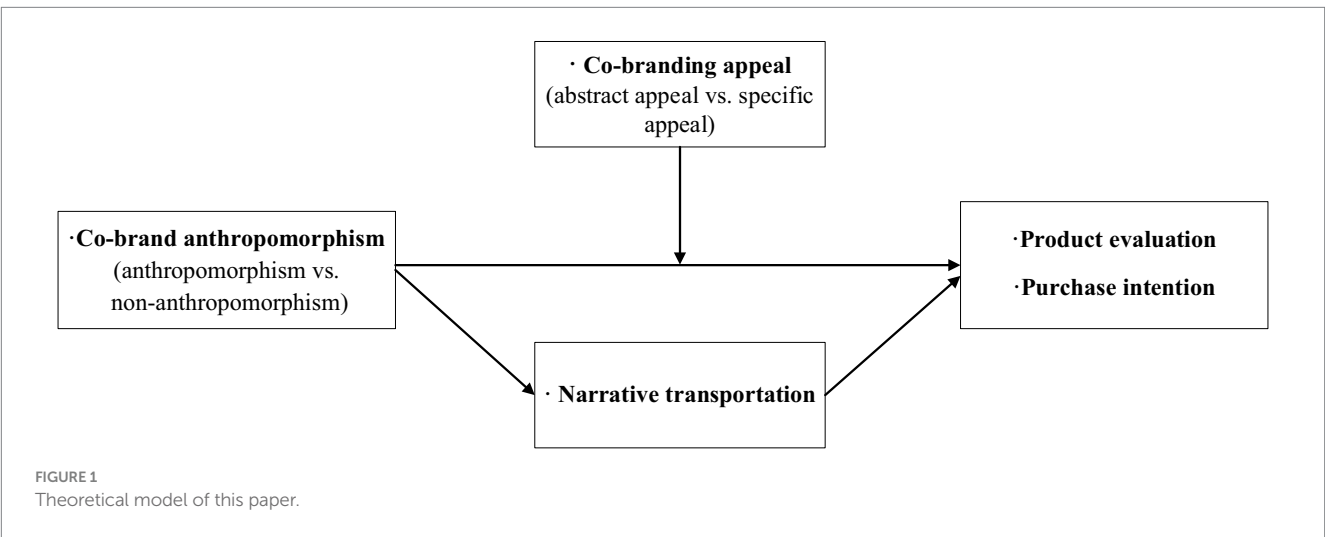 · Co-branding appeal
(abstract appeal vs. specific
appeal)
·Co-brand anthropomorphism
(anthropomorphism vs.
non-anthropomorphism)
·Product evaluation
·Purchase intention
· Narrative transportation
FIGURE 1
Theoretical model of this paper.